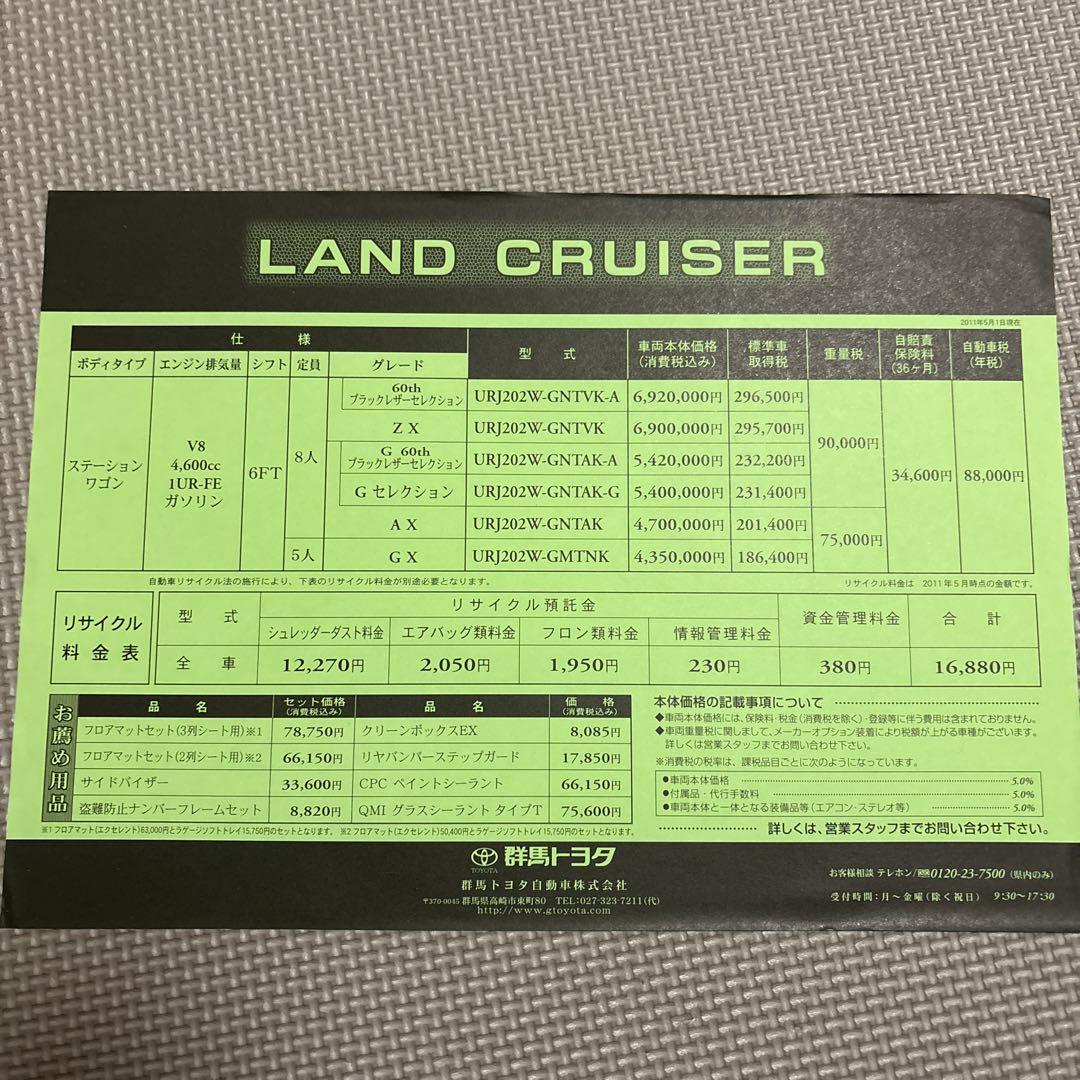 LAND CRUISER
2011年5月1日現在
仕 様 型 式 車両本体価格(消費税込み) 標準車取得税 重量税 自賠責保険料(36ヶ月) 自動車税(年税)
ボディタイプ エンジン排気量 シフト 定員 グレード
ステーションワゴン V8 4,600cc 1UR-FE ガソリン 6FT 8人 60th ブラックレザーセレクション URJ202W-GNTVK-A 6,920,000円 296,500円 90,000円 34,600円 88,000円
ZX URJ202W-GNTVK 6,900,000円 295,700円
G 60th ブラックレザーセレクション URJ202W-GNTAK-A 5,420,000円 232,200円
G セレクション URJ202W-GNTAK-G 5,400,000円 231,400円
AX URJ202W-GNTAK 4,700,000円 201,400円 75,000円
5人 GX URJ202W-GMTNK 4,350,000円 186,400円
自動車リサイクル法の施行により、下表のリサイクル料金が別途必要となります。 リサイクル料金は 2011年5月時点の金額です。
リサイクル料金表
型 式 リサイクル預託金 資金管理料金 合 計
シュレッダーダスト料金 エアバッグ類料金 フロン類料金 情報管理料金
全 車 12,270円 2,050円 1,950円 230円 380円 16,880円
お薦め用品
品 名 セット価格(消費税込み) 品 名 価 格(消費税込み)
フロアマットセット(3列シート用)※1 78,750円 クリーンボックスEX 8,085円
フロアマットセット(2列シート用)※2 66,150円 リヤバンパーステップガード 17,850円
サイドバイザー 33,600円 CPC ペイントシーラント 66,150円
盗難防止ナンバーフレームセット 8,820円 QMI グラスシーラント タイプT 75,600円
※1 フロアマット(エクセレント)63,000円とラゲージソフトトレイ15,750円のセットとなります。 ※2 フロアマット(エクセレント)50,400円とラゲージソフトトレイ15,750円のセットとなります。
本体価格の記載事項について
◆車両本体価格には、保険料・税金(消費税を除く)・登録等に伴う費用は含まれておりません。
◆車両重量税に関しまして、メーカーオプション装着により税額が上がる車種がございます。
詳しくは営業スタッフまでお問い合わせ下さい。
※消費税の税率は、課税品目ごとに次のようになっています。
●車両本体価格 5.0%
●付属品・代行手数料 5.0%
●車両本体と一体となる装備品等(エアコン・ステレオ等) 5.0%
詳しくは、営業スタッフまでお問い合わせ下さい。
TOYOTA 群馬トヨタ
群馬トヨタ自動車株式会社
〒370-0045 群馬県高崎市東町80 TEL:027-323-7211(代)
http://www.gtoyota.com
お客様相談 テレホン/0120-23-7500 (県内のみ)
受付時間:月〜金曜(除く祝日) 9:30〜17:30